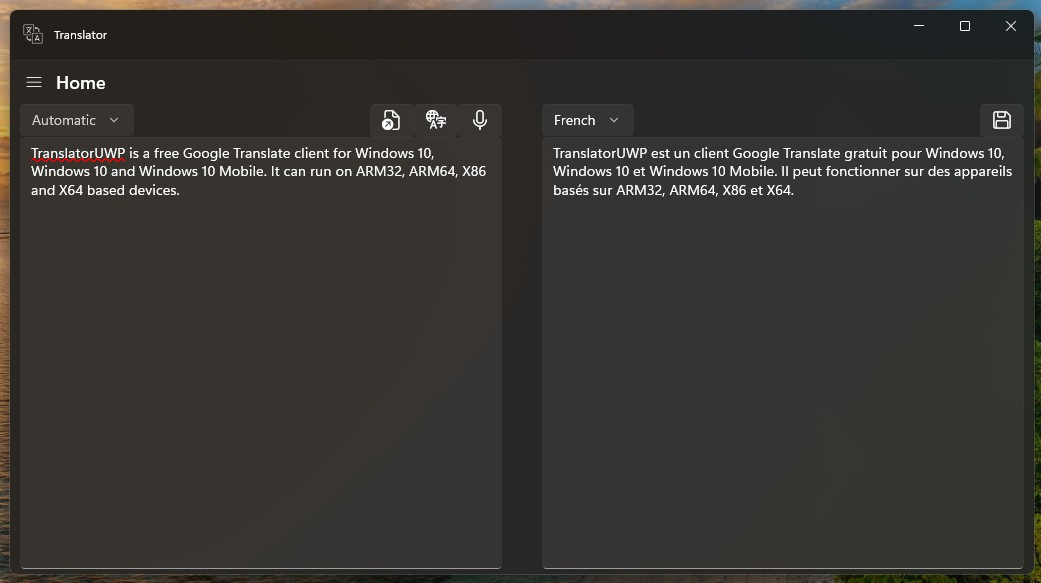 Translator
Home
Automatic
French
TranslatorUWP is a free Google Translate client for Windows 10,
Windows 10 and Windows 10 Mobile. It can run on ARM32, ARM64, X86
and X64 based devices.
TranslatorUWP est un client Google Translate gratuit pour Windows 10,
Windows 10 et Windows 10 Mobile. Il peut fonctionner sur des appareils
basés sur ARM32, ARM64, X86 et X64.